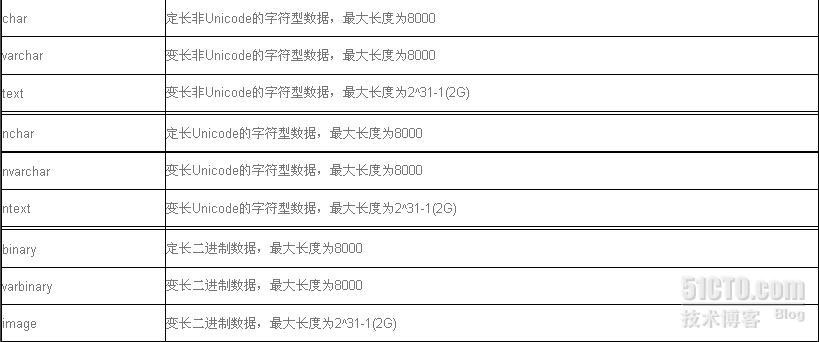 char 定长非Unicode的字符型数据，最大长度为8000
varchar 变长非Unicode的字符型数据，最大长度为8000
text 变长非Unicode的字符型数据，最大长度为2^31-1(2G)
nchar 定长Unicode的字符型数据，最大长度为8000
nvarchar 变长Unicode的字符型数据，最大长度为8000
ntext 变长Unicode的字符型数据，最大长度为2^31-1(2G)
binary 定长二进制数据，最大长度为8000
varbinary 变长二进制数据，最大长度为8000
image 变长二进制数据，最大长度为2^31-1(2G)
51CTO.com
技术博客 Blog